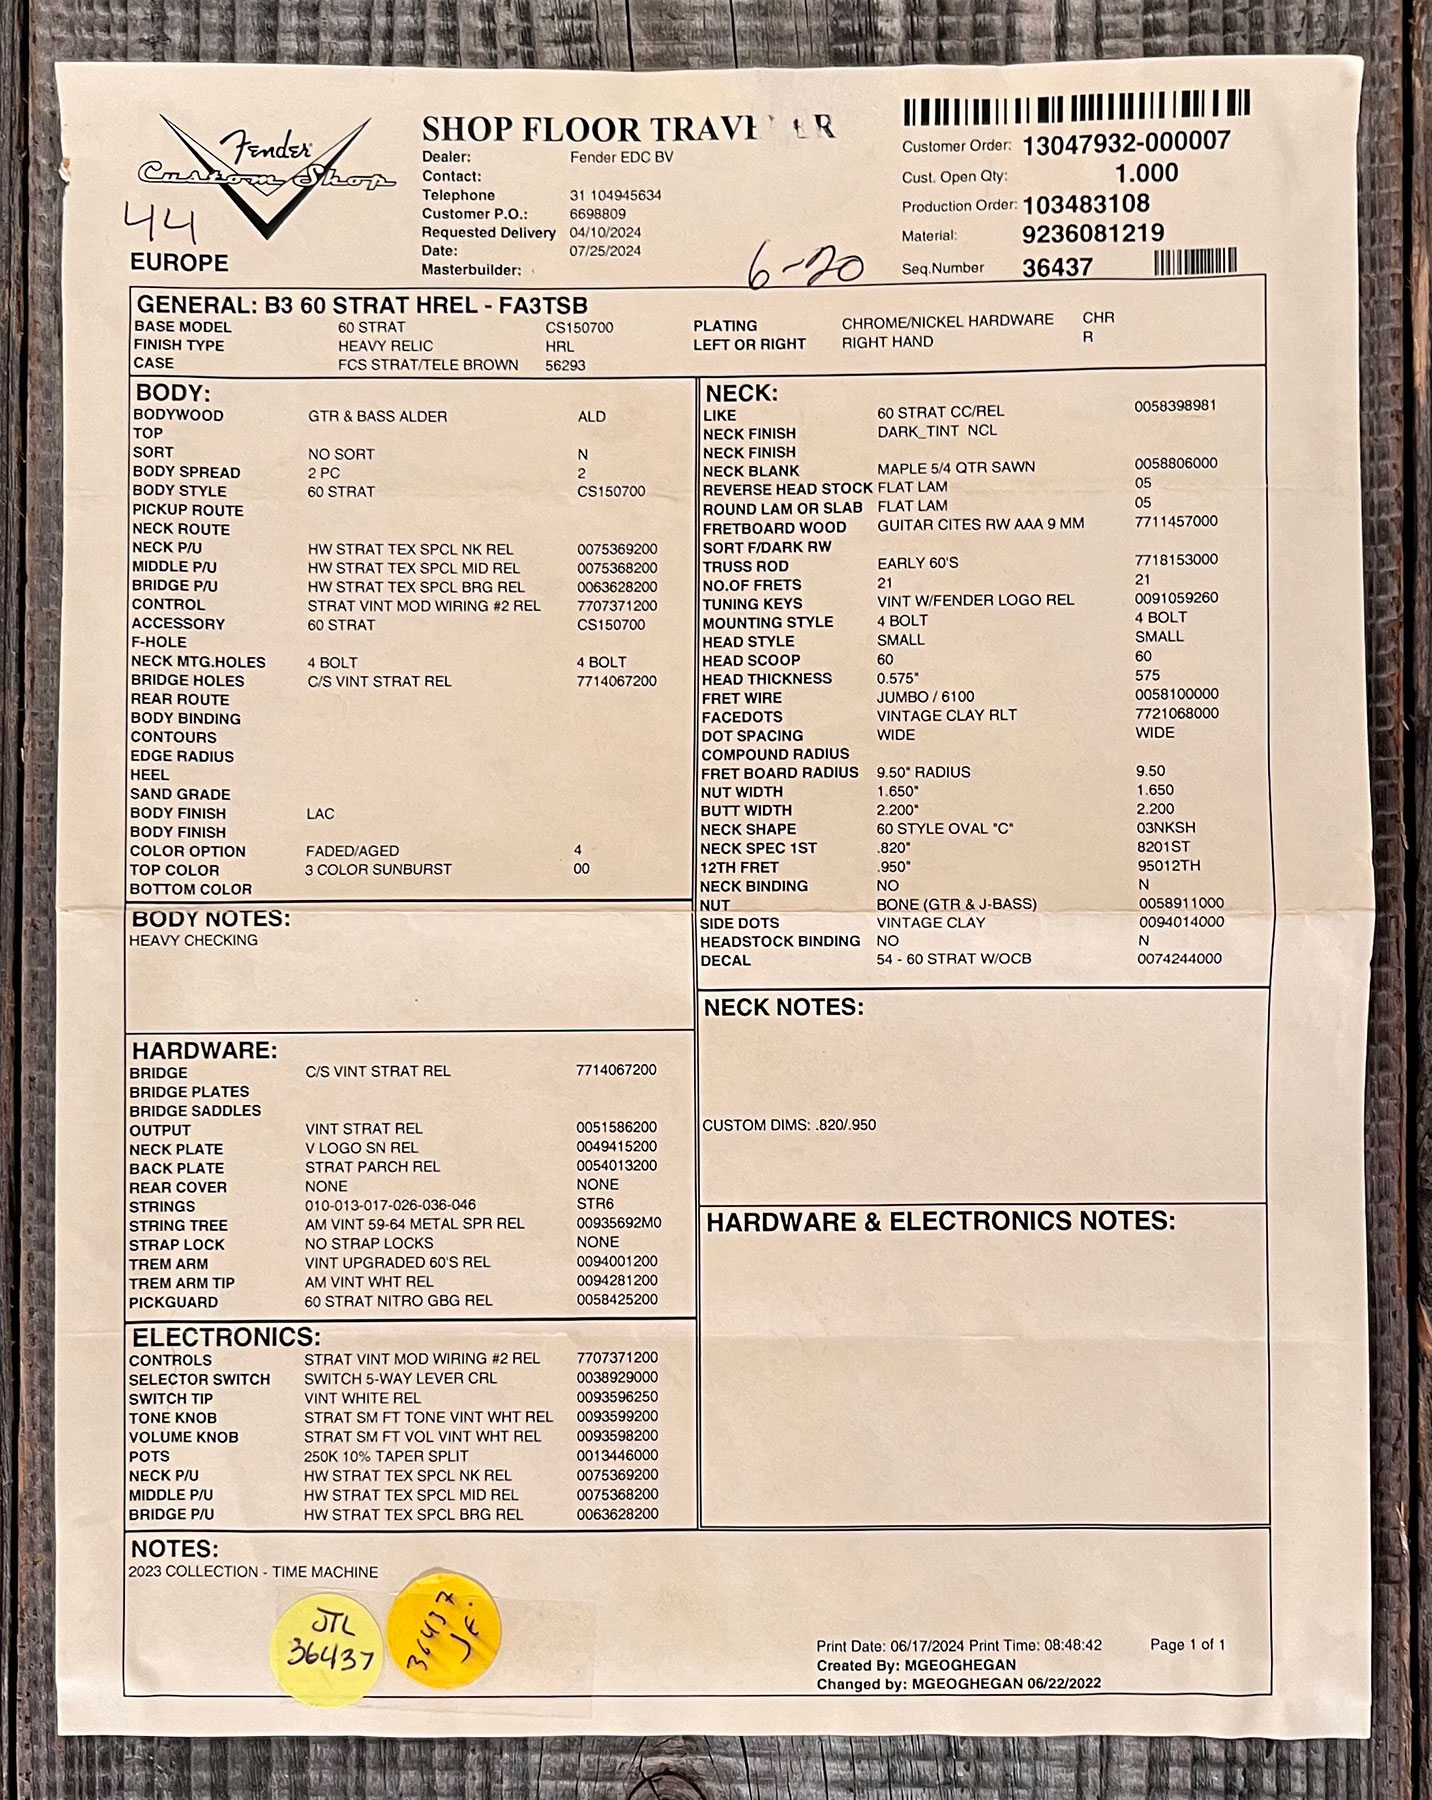 Fender
Custom Shop
44
EUROPE
SHOP FLOOR
Dealer: Fender EDC BV
Contact:
Telephone 31 104945634
Customer P.O.: 6698809
Requested Delivery 04/10/2024
Date: 07/25/2024
Masterbuilder:
6-20
Customer Order: 13047932-000007
Cust. Open Qty: 1.000
Production Order: 103483108
Material: 9236081219
Seq.Number 36437
GENERAL: B3 60 STRAT HREL - FA3TSB
BASE MODEL 60 STRAT CS150700
FINISH TYPE HEAVY RELIC HRL
CASE FCS STRAT/TELE BROWN 56293
PLATING CHROME/NICKEL HARDWARE CHR
LEFT OR RIGHT RIGHT HAND R
BODY:
BODYWOOD GTR & BASS ALDER ALD
TOP
SORT NO SORT N
BODY SPREAD 2 PC 2
BODY STYLE 60 STRAT CS150700
PICKUP ROUTE
NECK ROUTE
NECK P/U HW STRAT TEX SPCL NK REL 0075369200
MIDDLE P/U HW STRAT TEX SPCL MID REL 0075368200
BRIDGE P/U HW STRAT TEX SPCL BRG REL 0063628200
CONTROL STRAT VINT MOD WIRING #2 REL 7707371200
ACCESSORY 60 STRAT CS150700
F-HOLE
NECK MTG.HOLES 4 BOLT 4 BOLT
BRIDGE HOLES C/S VINT STRAT REL 7714067200
REAR ROUTE
BODY BINDING
CONTOURS
EDGE RADIUS
HEEL
SAND GRADE
BODY FINISH LAC
BODY FINISH
COLOR OPTION FADED/AGED 4
TOP COLOR 3 COLOR SUNBURST 00
BOTTOM COLOR
BODY NOTES:
HEAVY CHECKING
HARDWARE:
BRIDGE C/S VINT STRAT REL 7714067200
BRIDGE PLATES
BRIDGE SADDLES
OUTPUT VINT STRAT REL 0051586200
NECK PLATE V LOGO SN REL 0049415200
BACK PLATE STRAT PARCH REL 0054013200
REAR COVER NONE NONE
STRINGS 010-013-017-026-036-046 STR6
STRING TREE AM VINT 59-64 METAL SPR REL 00935692M0
STRAP LOCK NO STRAP LOCKS NONE
TREM ARM VINT UPGRADED 60'S REL 0094001200
TREM ARM TIP AM VINT WHT REL 0094281200
PICKGUARD 60 STRAT NITRO GBG REL 0058425200
ELECTRONICS:
CONTROLS STRAT VINT MOD WIRING #2 REL 7707371200
SELECTOR SWITCH SWITCH 5-WAY LEVER CRL 0038929000
SWITCH TIP VINT WHITE REL 0093596250
TONE KNOB STRAT SM FT TONE VINT WHT REL 0093599200
VOLUME KNOB STRAT SM FT VOL VINT WHT REL 0093598200
POTS 250K 10% TAPER SPLIT 0013446000
NECK P/U HW STRAT TEX SPCL NK REL 0075369200
MIDDLE P/U HW STRAT TEX SPCL MID REL 0075368200
BRIDGE P/U HW STRAT TEX SPCL BRG REL 0063628200
NECK:
LIKE 60 STRAT CC/REL 0058398981
NECK FINISH DARK_TINT NCL
NECK FINISH
NECK BLANK MAPLE 5/4 QTR SAWN 0058806000
REVERSE HEAD STOCK FLAT LAM 05
ROUND LAM OR SLAB FLAT LAM 05
FRETBOARD WOOD GUITAR CITES RW AAA 9 MM 7711457000
SORT F/DARK RW
TRUSS ROD EARLY 60'S 7718153000
NO.OF FRETS 21 21
TUNING KEYS VINT W/FENDER LOGO REL 0091059260
MOUNTING STYLE 4 BOLT 4 BOLT
HEAD STYLE SMALL SMALL
HEAD SCOOP 60 60
HEAD THICKNESS 0.575" 575
FRET WIRE JUMBO / 6100 0058100000
FACEDOTS VINTAGE CLAY RLT 7721068000
DOT SPACING WIDE WIDE
COMPOUND RADIUS
FRET BOARD RADIUS 9.50" RADIUS 9.50
NUT WIDTH 1.650" 1.650
BUTT WIDTH 2.200" 2.200
NECK SHAPE 60 STYLE OVAL "C" 03NKSH
NECK SPEC 1ST .820" 8201ST
12TH FRET .950" 95012TH
NECK BINDING NO N
NUT BONE (GTR & J-BASS) 0058911000
SIDE DOTS VINTAGE CLAY 0094014000
HEADSTOCK BINDING NO N
DECAL 54 - 60 STRAT W/OCB 0074244000
NECK NOTES:
CUSTOM DIMS: .820/.950
HARDWARE & ELECTRONICS NOTES:
NOTES:
2023 COLLECTION - TIME MACHINE
JTL
36437
36437
J.F.
Print Date: 06/17/2024 Print Time: 08:48:42 Page 1 of 1
Created By: MGEOGHEGAN
Changed by: MGEOGHEGAN 06/22/2022